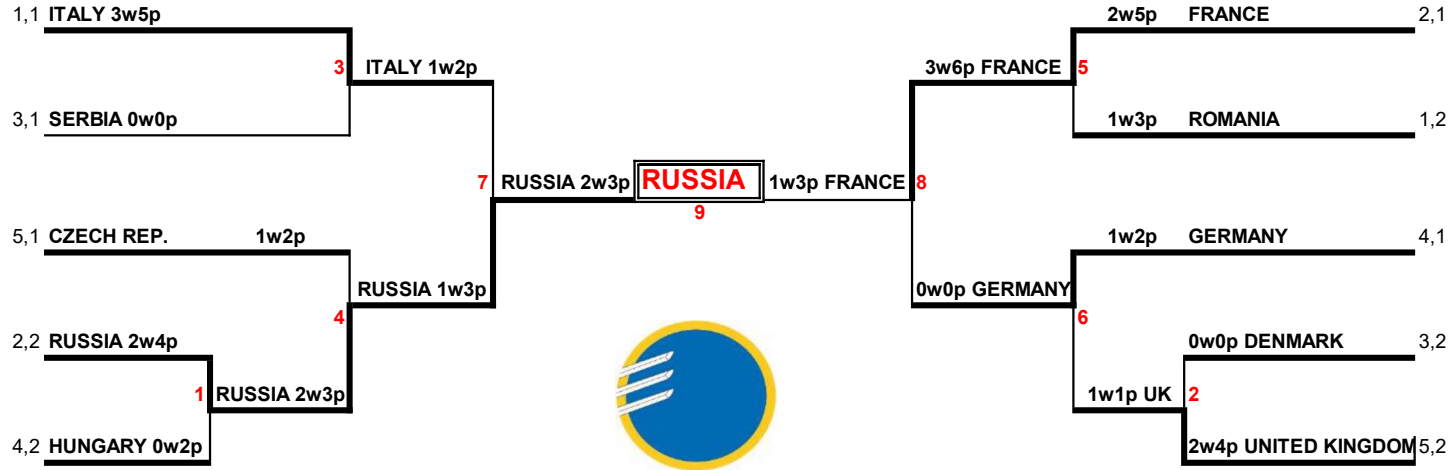 1,1 ITALY 3w5p 2w5p FRANCE 2,1
3 ITALY 1w2p 3w6p FRANCE 5
3,1 SERBIA 0w0p 1w3p ROMANIA 1,2
7 RUSSIA 2w3p RUSSIA 1w3p FRANCE 8
9
5,1 CZECH REP. 1w2p 1w2p GERMANY 4,1
RUSSIA 1w3p 0w0p GERMANY
4 6
2,2 RUSSIA 2w4p 0w0p DENMARK 3,2
1 RUSSIA 2w3p 1w1p UK 2
4,2 HUNGARY 0w2p 2w4p UNITED KINGDOM 5,2